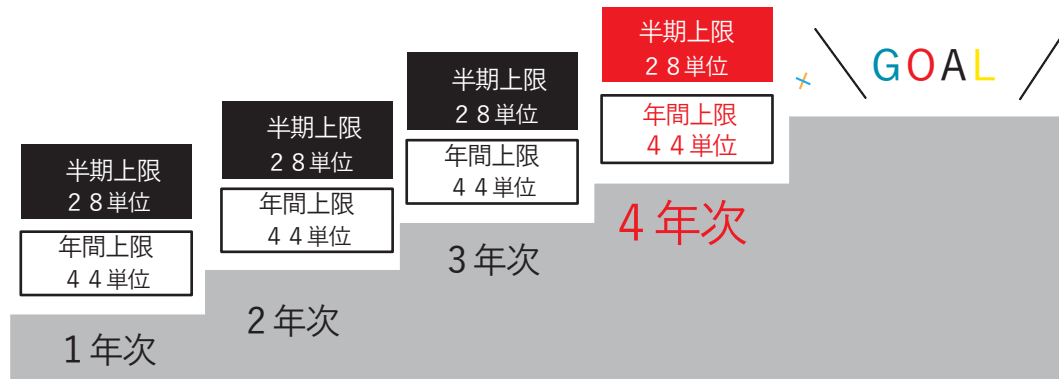 半期上限
２８単位
年間上限
４４単位
１年次
半期上限
２８単位
年間上限
４４単位
２年次
半期上限
２８単位
年間上限
４４単位
３年次
半期上限
２８単位
年間上限
４４単位
４年次
GOAL